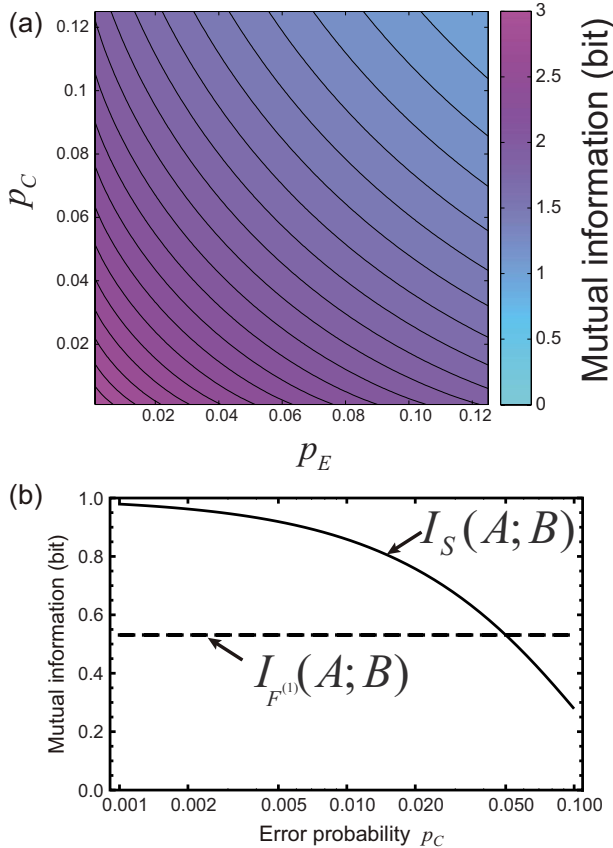 (a)
0.12
0.1
0.08
0.06
0.04
0.02
p_C
0.02 0.04 0.06 0.08 0.10 0.12
p_E
3
2.5
2
1.5
1
0.5
0
Mutual information (bit)
(b)
1.0
0.8
0.6
0.4
0.2
0.0
Mutual information (bit)
I_S(A;B)
I_F^(1)(A;B)
0.001 0.002 0.005 0.010 0.020 0.050 0.100
Error probability p_C